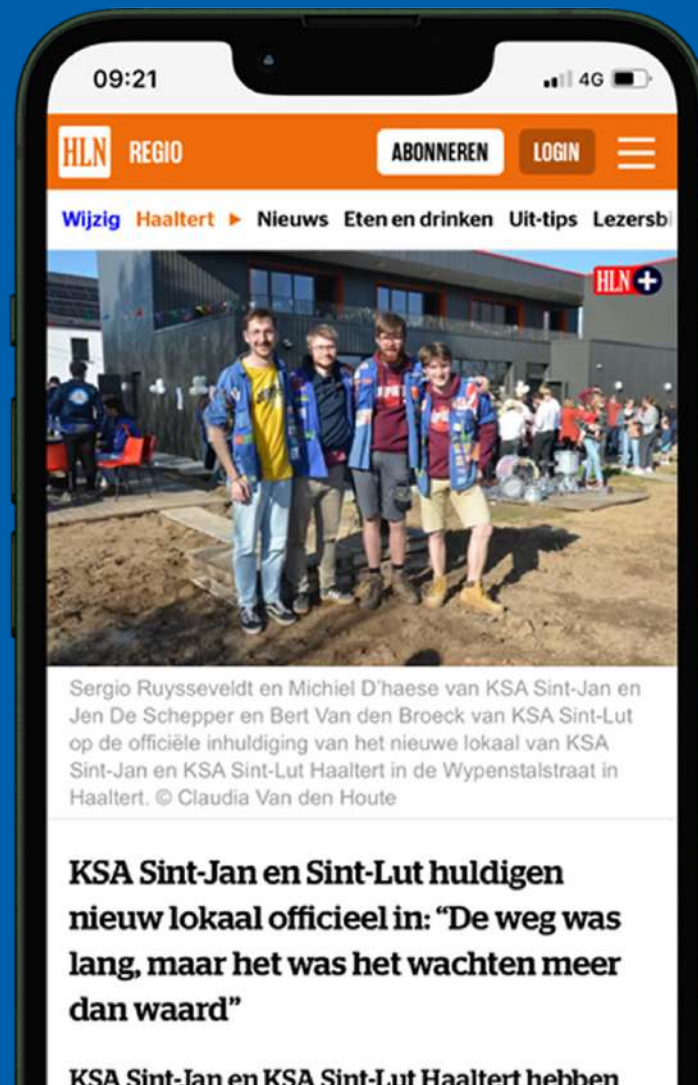 09:21
4G
HLN REGIO ABONNEREN LOGIN
Wijzig Haaltert ▸ Nieuws Eten en drinken Uit-tips Lezersbi
HLN +
Sergio Ruysseveldt en Michiel D'haese van KSA Sint-Jan en
Jen De Schepper en Bert Van den Broeck van KSA Sint-Lut
op de officiële inhuldiging van het nieuwe lokaal van KSA
Sint-Jan en KSA Sint-Lut Haaltert in de Wypenstalstraat in
Haaltert. © Claudia Van den Houte
KSA Sint-Jan en Sint-Lut huldigen
nieuw lokaal officieel in: “De weg was
lang, maar het was het wachten meer
dan waard”
KSA Sint-Jan en KSA Sint-Lut Haaltert hebben